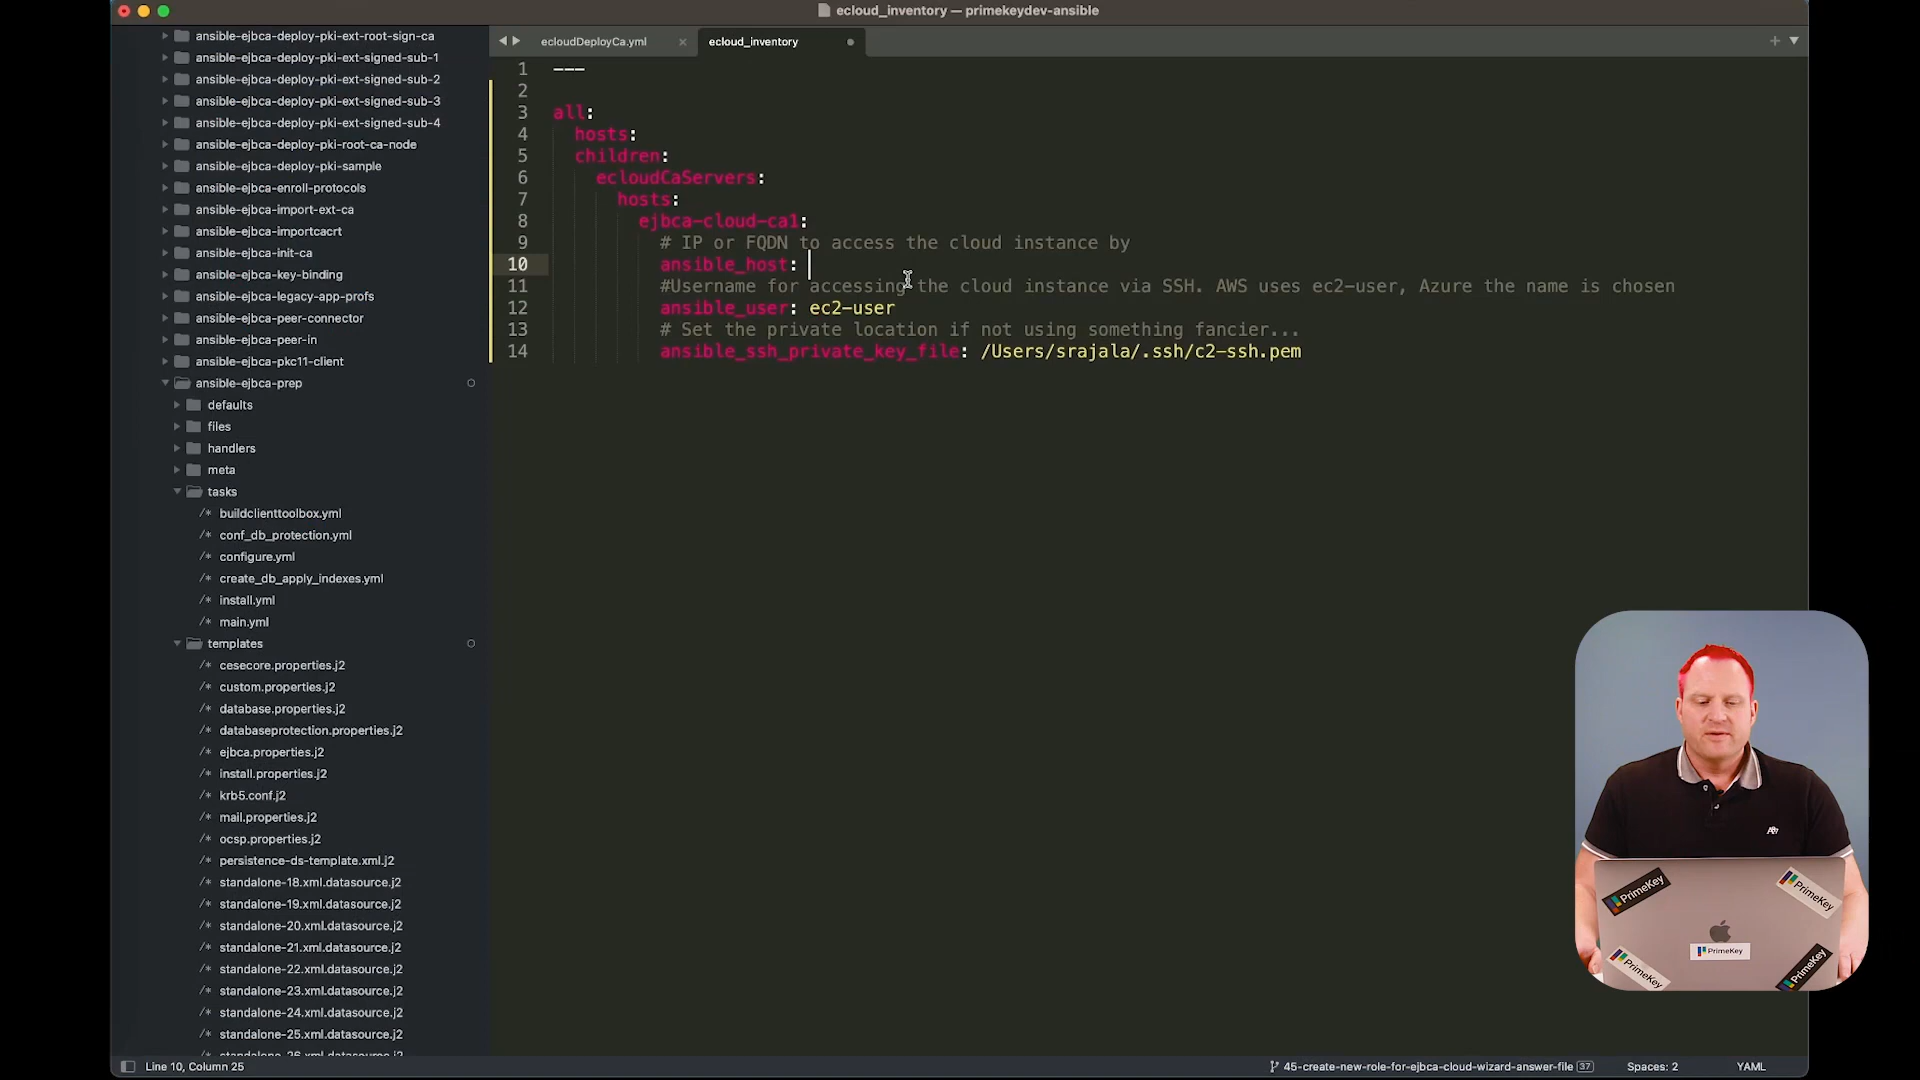 ecloud_inventory — primekeydev-ansible
ansible-ejbca-deploy-pki-ext-root-sign-ca
ansible-ejbca-deploy-pki-ext-signed-sub-1
ansible-ejbca-deploy-pki-ext-signed-sub-2
ansible-ejbca-deploy-pki-ext-signed-sub-3
ansible-ejbca-deploy-pki-ext-signed-sub-4
ansible-ejbca-deploy-pki-root-ca-node
ansible-ejbca-deploy-pki-sample
ansible-ejbca-enroll-protocols
ansible-ejbca-import-ext-ca
ansible-ejbca-importcacrt
ansible-ejbca-init-ca
ansible-ejbca-key-binding
ansible-ejbca-legacy-app-profs
ansible-ejbca-peer-connector
ansible-ejbca-peer-in
ansible-ejbca-pkc11-client
ansible-ejbca-prep
defaults
files
handlers
meta
tasks
/* buildclienttoolbox.yml
/* conf_db_protection.yml
/* configure.yml
/* create_db_apply_indexes.yml
/* install.yml
/* main.yml
templates
/* cesecore.properties.j2
/* custom.properties.j2
/* database.properties.j2
/* databaseprotection.properties.j2
/* ejbca.properties.j2
/* install.properties.j2
/* krb5.conf.j2
/* mail.properties.j2
/* ocsp.properties.j2
/* persistence-ds-template.xml.j2
/* standalone-18.xml.datasource.j2
/* standalone-19.xml.datasource.j2
/* standalone-20.xml.datasource.j2
/* standalone-21.xml.datasource.j2
/* standalone-22.xml.datasource.j2
/* standalone-23.xml.datasource.j2
/* standalone-24.xml.datasource.j2
/* standalone-25.xml.datasource.j2
/* standalone-26.xml.datasource.j2
ecloudDeployCa.yml × ecloud_inventory
1 ---
2
3 all:
4 hosts:
5 children:
6 ecloudCaServers:
7 hosts:
8 ejbca-cloud-ca1:
9 # IP or FQDN to access the cloud instance by
10 ansible_host:
11 #Username for accessing the cloud instance via SSH. AWS uses ec2-user, Azure the name is chosen
12 ansible_user: ec2-user
13 # Set the private location if not using something fancier...
14 ansible_ssh_private_key_file: /Users/srajala/.ssh/c2-ssh.pem
PrimeKey
PrimeKey
PrimeKey
PrimeKey
PrimeKey
Line 10, Column 25
45-create-new-role-for-ejbca-cloud-wizard-answer-file 37
Spaces: 2
YAML